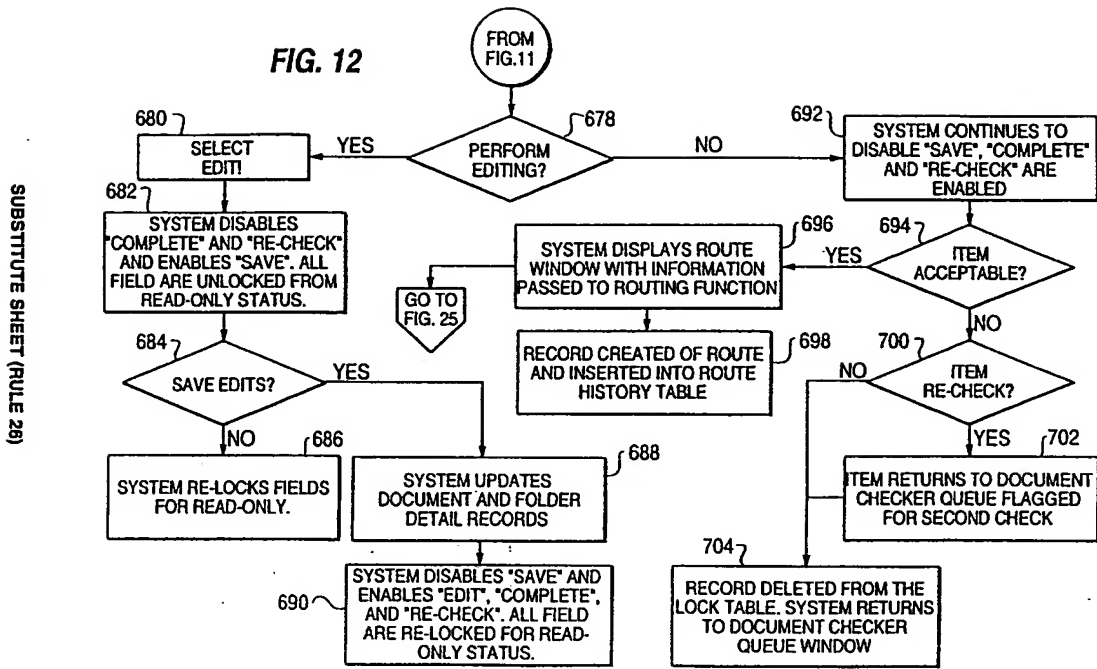 FIG. 12
FROM
FIG.11
678
PERFORM
EDITING?
YES
NO
680
SELECT
EDIT!
682
SYSTEM DISABLES
"COMPLETE" AND "RE-CHECK"
AND ENABLES "SAVE". ALL
FIELD ARE UNLOCKED FROM
READ-ONLY STATUS.
684
SAVE EDITS?
YES
NO
686
SYSTEM RE-LOCKS FIELDS
FOR READ-ONLY.
688
SYSTEM UPDATES
DOCUMENT AND FOLDER
DETAIL RECORDS
690
SYSTEM DISABLES "SAVE" AND
ENABLES "EDIT", "COMPLETE",
AND "RE-CHECK". ALL FIELD
ARE RE-LOCKED FOR READ-
ONLY STATUS.
692
SYSTEM CONTINUES TO
DISABLE "SAVE", "COMPLETE"
AND "RE-CHECK" ARE
ENABLED
694
ITEM
ACCEPTABLE?
YES
NO
696
SYSTEM DISPLAYS ROUTE
WINDOW WITH INFORMATION
PASSED TO ROUTING FUNCTION
GO TO
FIG. 25
698
RECORD CREATED OF ROUTE
AND INSERTED INTO ROUTE
HISTORY TABLE
700
ITEM
RE-CHECK?
NO
YES
702
ITEM RETURNS TO DOCUMENT
CHECKER QUEUE FLAGGED
FOR SECOND CHECK
704
RECORD DELETED FROM THE
LOCK TABLE. SYSTEM RETURNS
TO DOCUMENT CHECKER
QUEUE WINDOW
SUBSTITUTE SHEET (RULE 26)